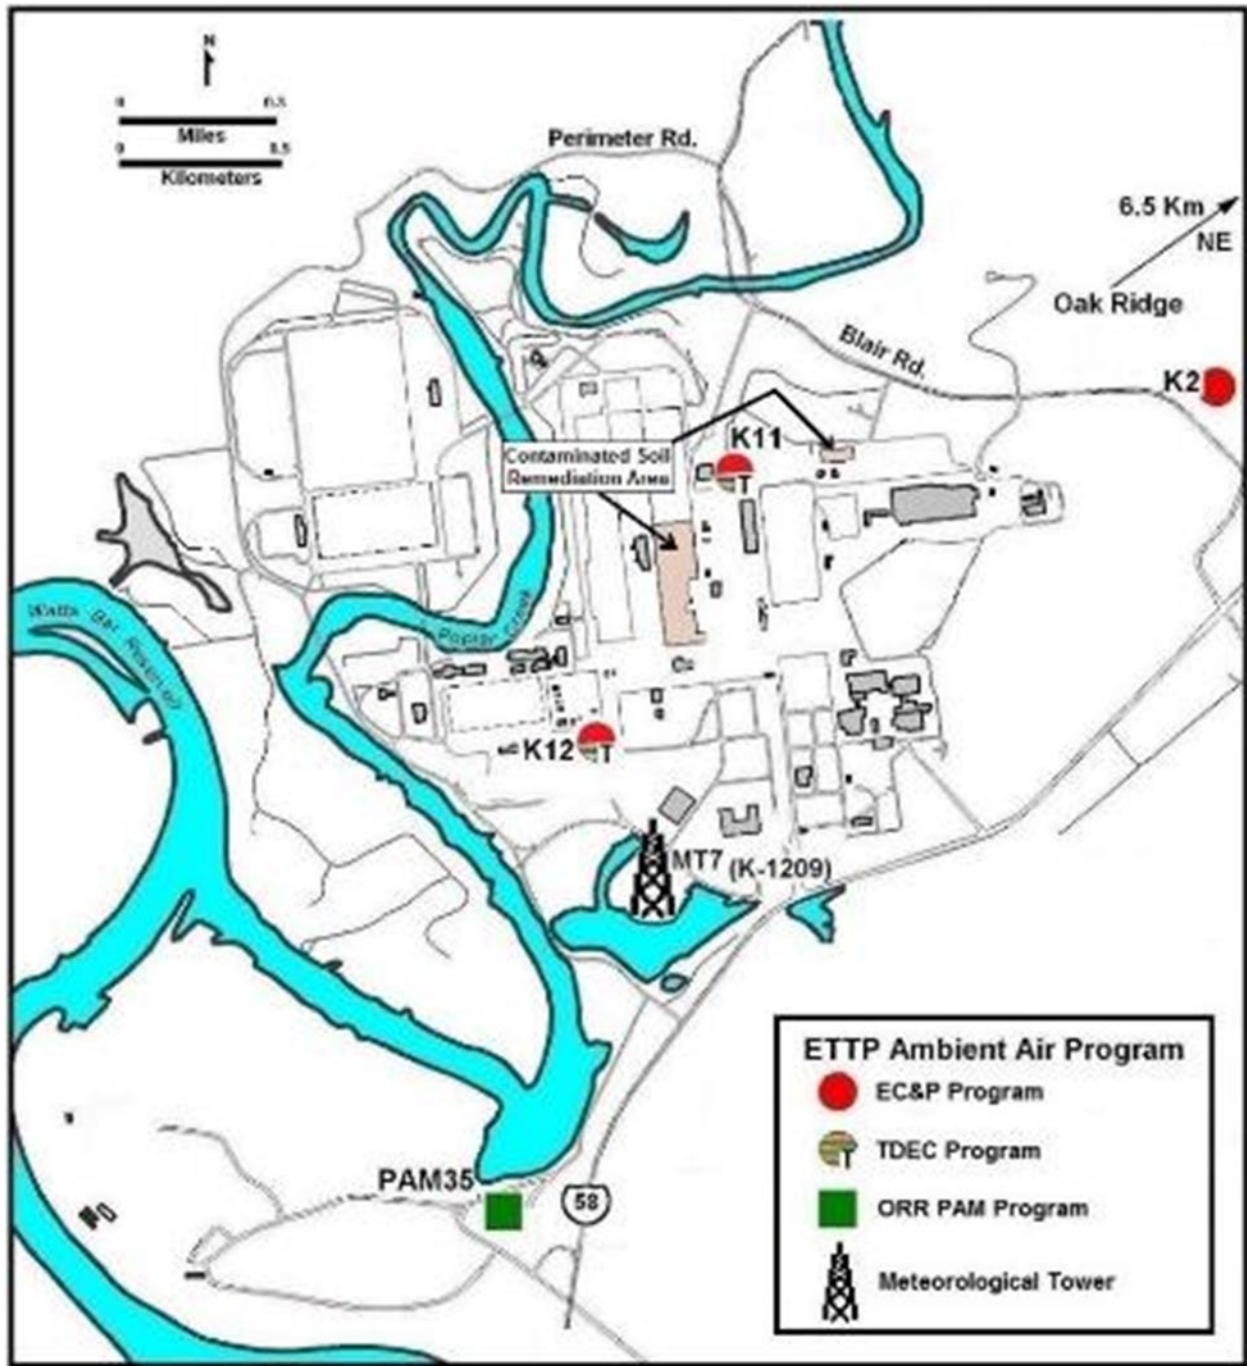 N
0 0.5
Miles
0 0.5
Kilometers
Perimeter Rd.
6.5 Km
NE
Oak Ridge
Blair Rd.
K2
K11
T
Contaminated Soil
Remediation Area
Watts Bar Reservoir
Poplar Creek
K12
T
MT7 (K-1209)
PAM35
58
ETTP Ambient Air Program
EC&P Program
T
TDEC Program
ORR PAM Program
Meteorological Tower